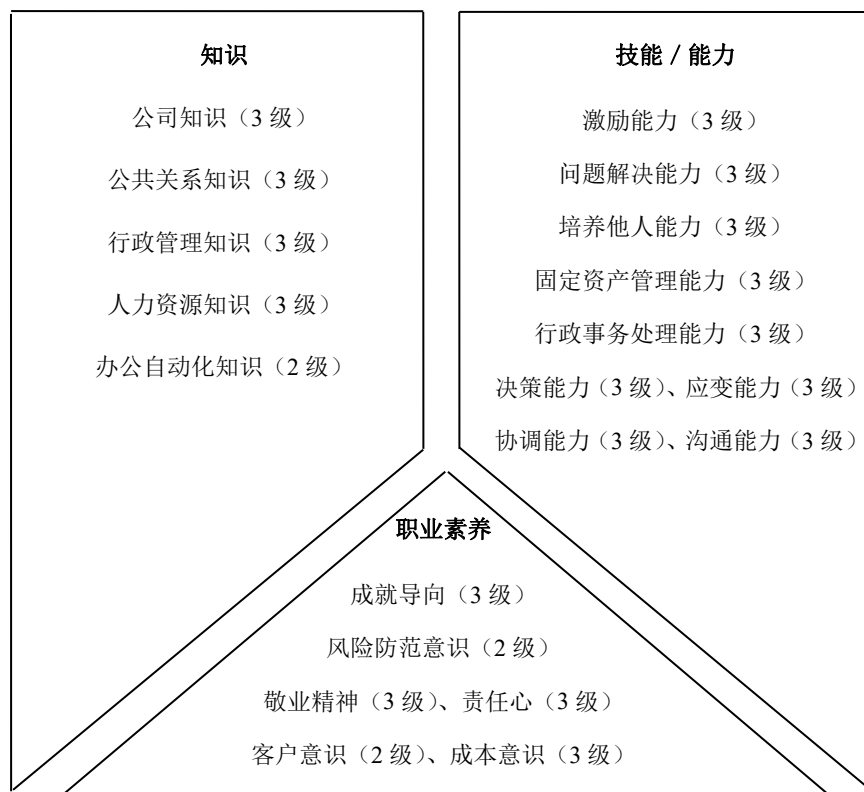 知识
公司知识（3 级）
公共关系知识（3 级）
行政管理知识（3 级）
人力资源知识（3 级）
办公自动化知识（2 级）
技能／能力
激励能力（3 级）
问题解决能力（3 级）
培养他人能力（3 级）
固定资产管理能力（3 级）
行政事务处理能力（3 级）
决策能力（3 级）、应变能力（3 级）
协调能力（3 级）、沟通能力（3 级）
职业素养
成就导向（3 级）
风险防范意识（2 级）
敬业精神（3 级）、责任心（3 级）
客户意识（2 级）、成本意识（3 级）